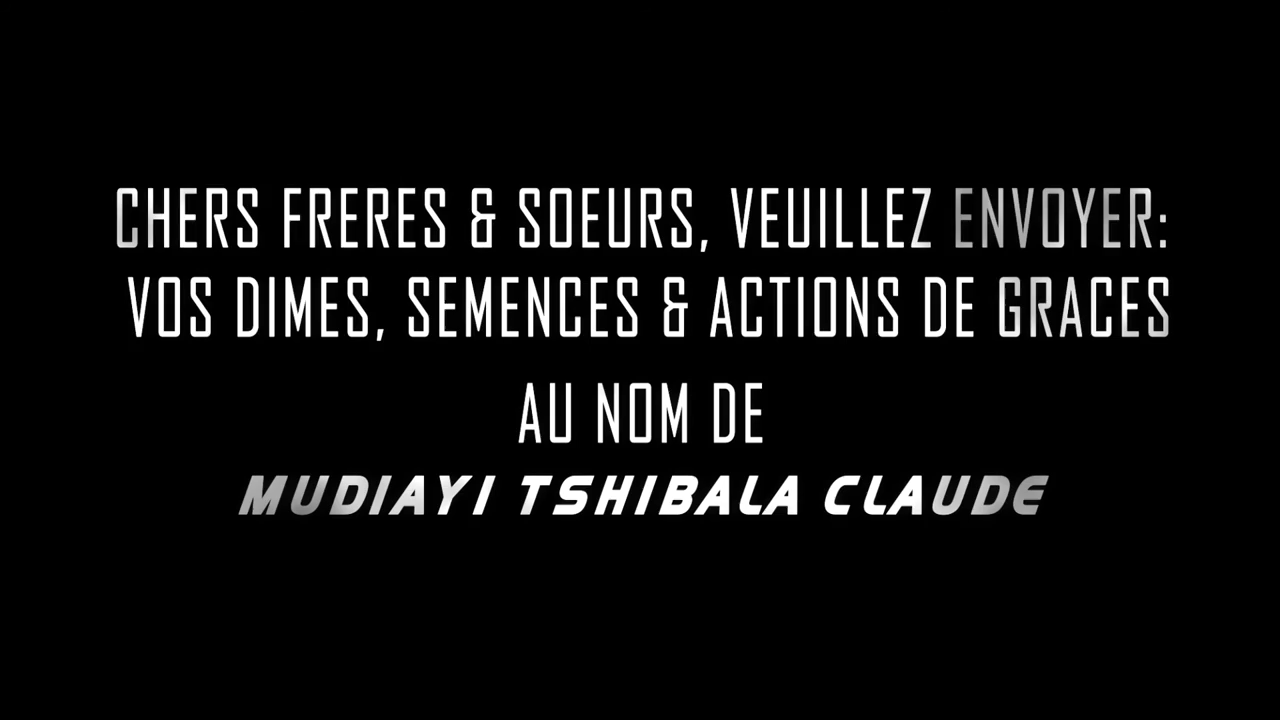 CHERS FRERES & SOEURS, VEUILLEZ ENVOYER:
VOS DIMES, SEMENCES & ACTIONS DE GRACES
AU NOM DE
MUDIAYI TSHIBALA CLAUDE